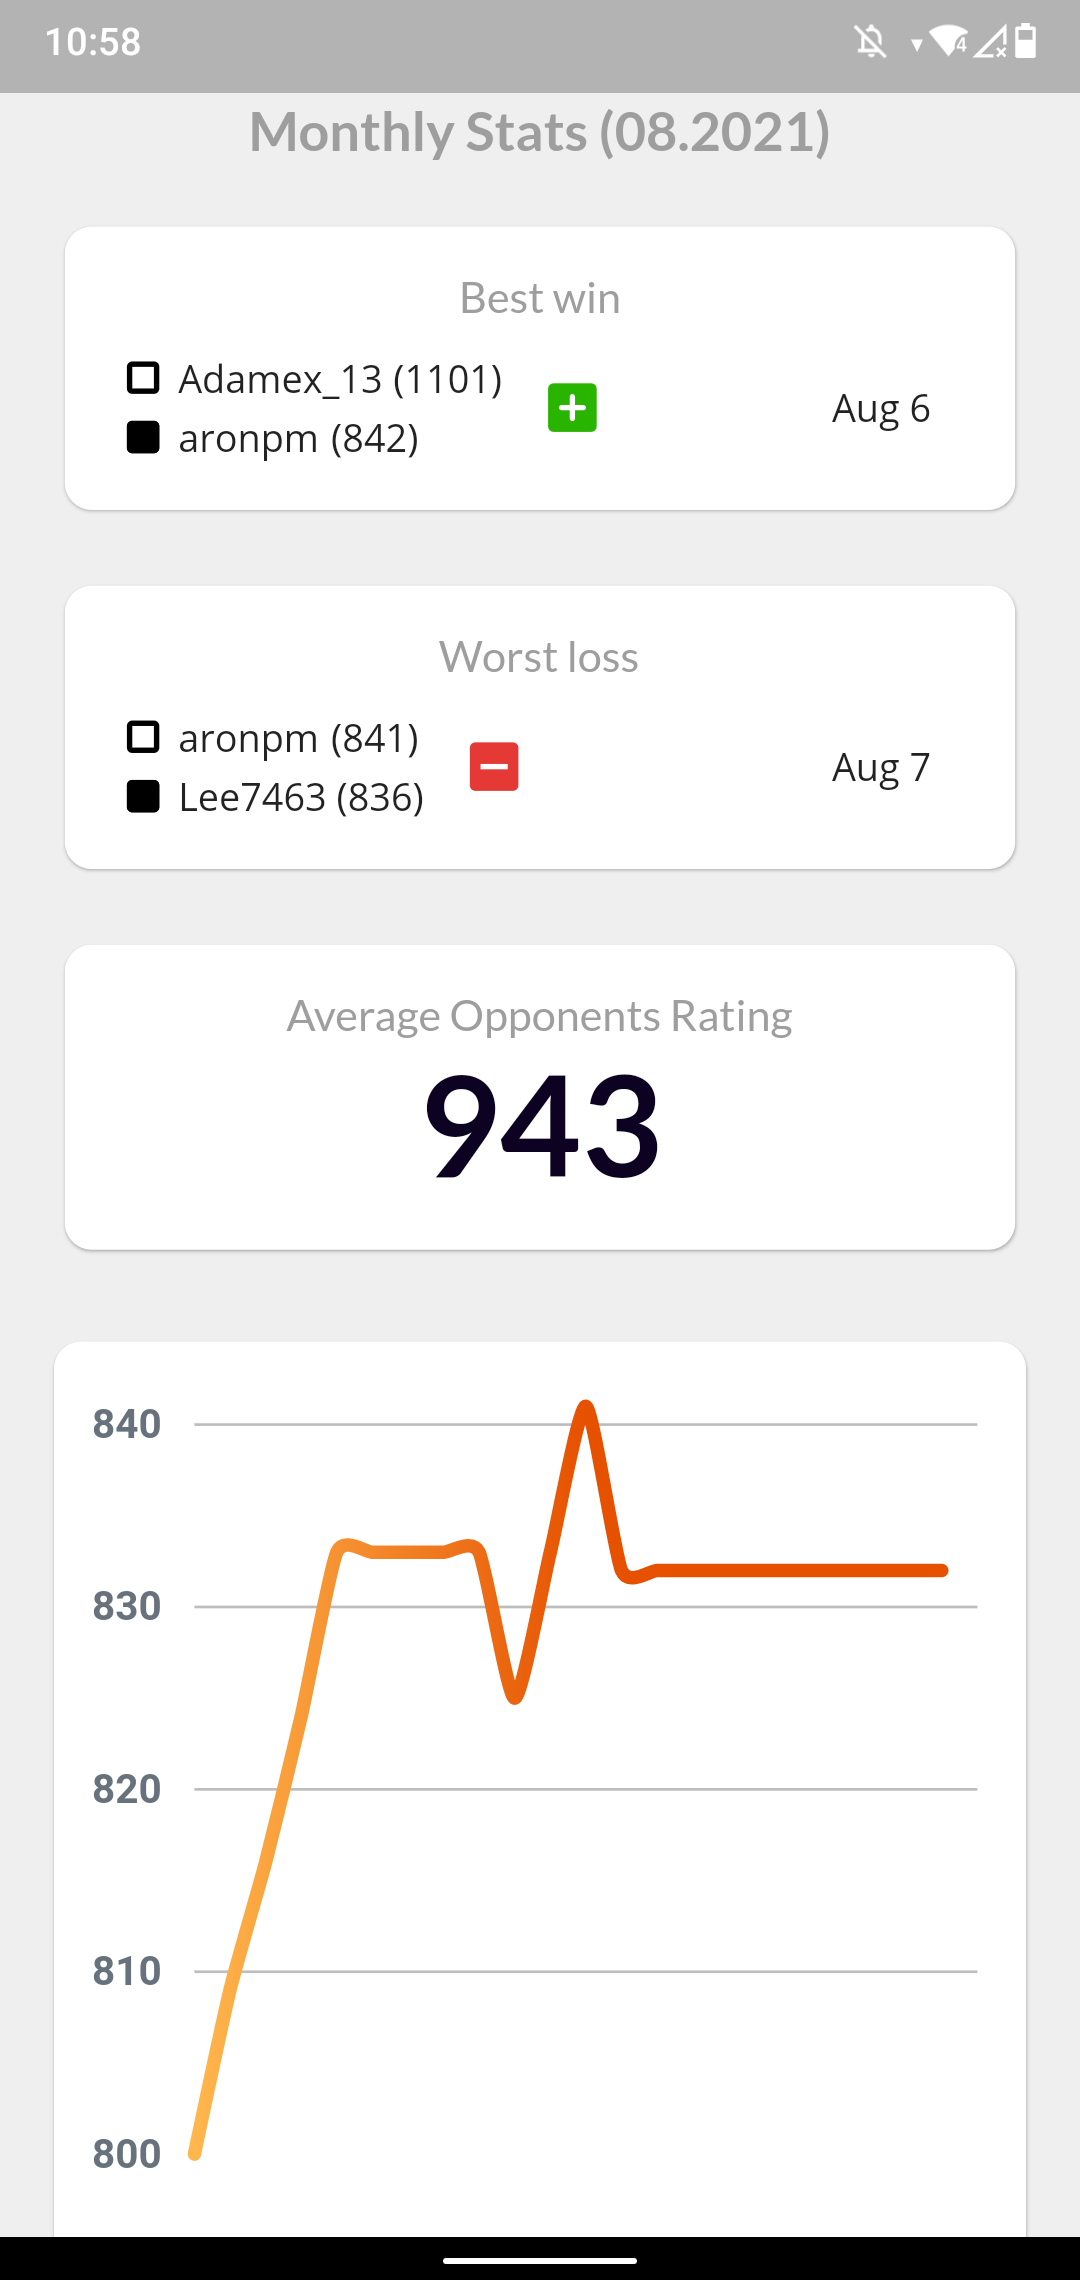 10:58
4
Monthly Stats (08.2021)
Best win
Adamex_13 (1101)
aronpm (842)
Aug 6
Worst loss
aronpm (841)
Lee7463 (836)
Aug 7
Average Opponents Rating
943
840
830
820
810
800